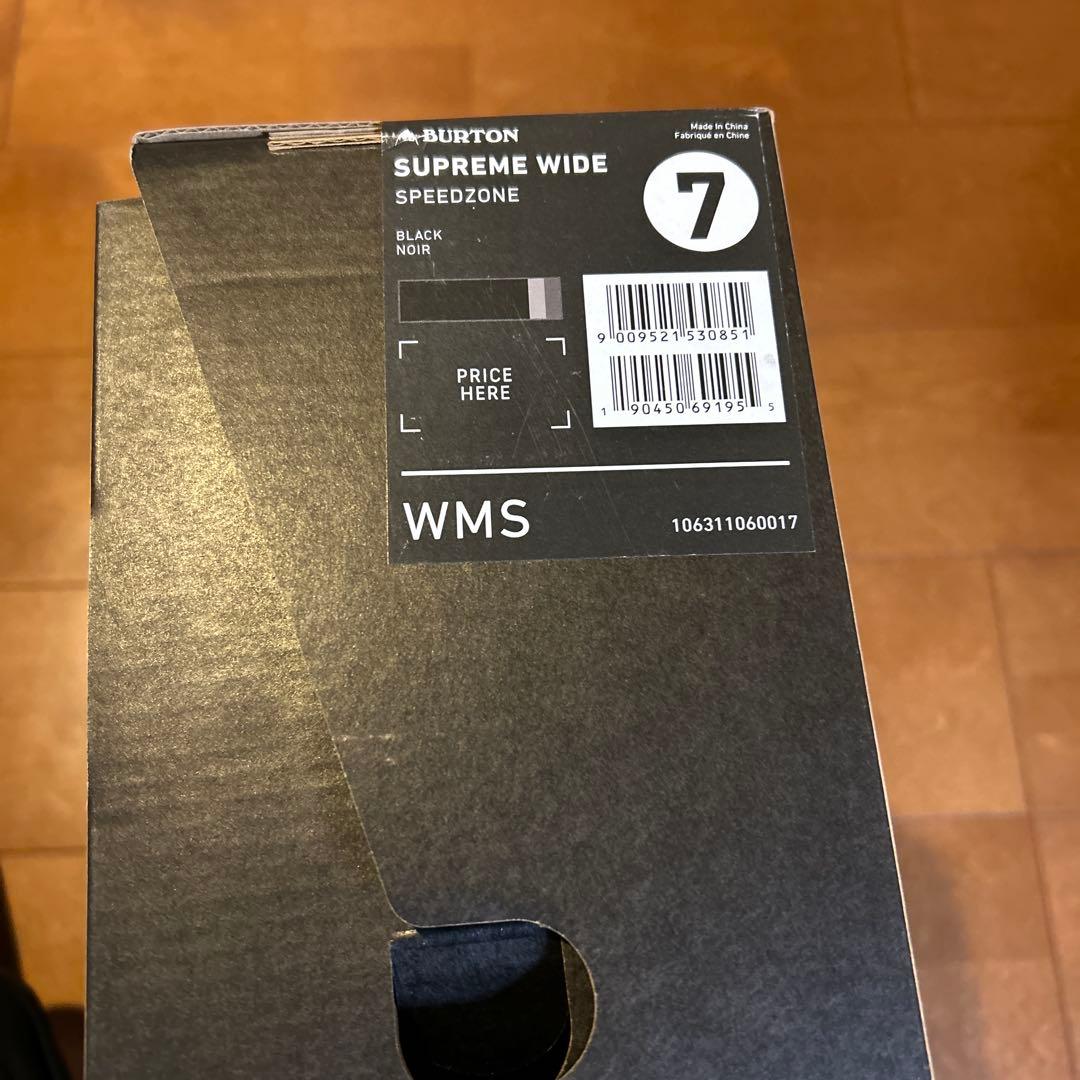 BURTON
Made In China
Fabriqué en Chine
SUPREME WIDE
SPEEDZONE
7
BLACK
NOIR
9 009521 530851
PRICE
HERE
1 90450 69195 5
WMS
106311060017